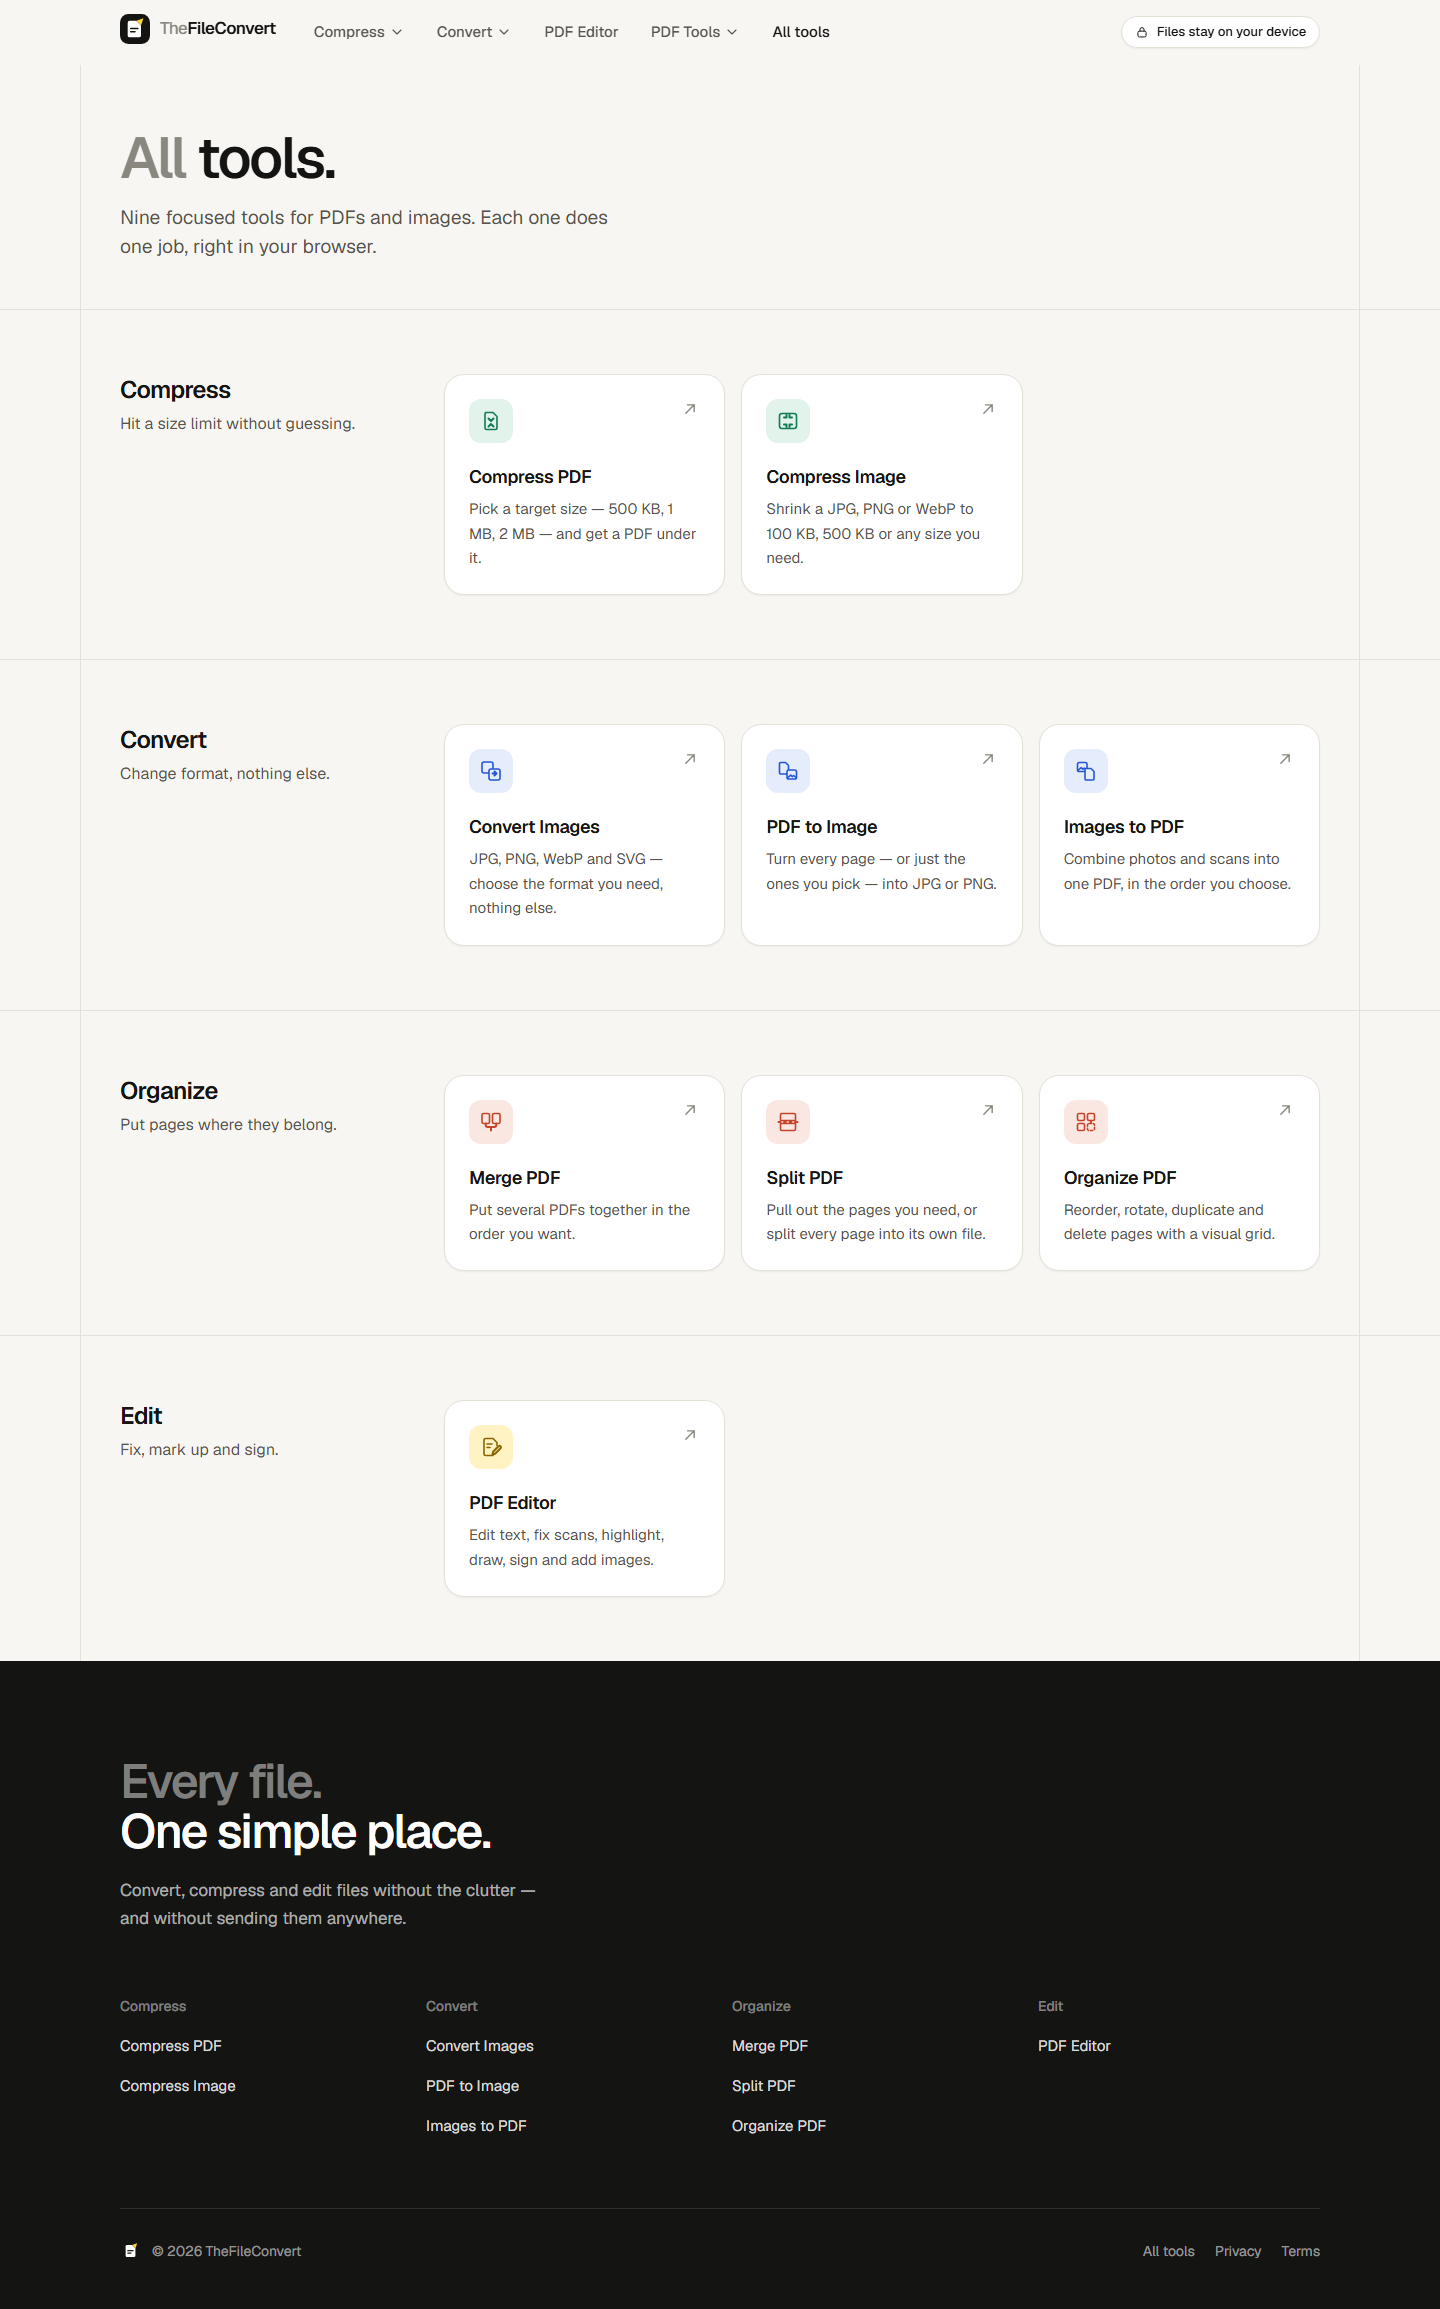 TheFileConvert
Compress
Convert
PDF Editor
PDF Tools
All tools
Files stay on your device
All tools.
Nine focused tools for PDFs and images. Each one does
one job, right in your browser.
Compress
Hit a size limit without guessing.
Compress PDF
Pick a target size — 500 KB, 1
MB, 2 MB — and get a PDF under
it.
Compress Image
Shrink a JPG, PNG or WebP to
100 KB, 500 KB or any size you
need.
Convert
Change format, nothing else.
Convert Images
JPG, PNG, WebP and SVG —
choose the format you need,
nothing else.
PDF to Image
Turn every page — or just the
ones you pick — into JPG or PNG.
Images to PDF
Combine photos and scans into
one PDF, in the order you choose.
Organize
Put pages where they belong.
Merge PDF
Put several PDFs together in the
order you want.
Split PDF
Pull out the pages you need, or
split every page into its own file.
Organize PDF
Reorder, rotate, duplicate and
delete pages with a visual grid.
Edit
Fix, mark up and sign.
PDF Editor
Edit text, fix scans, highlight,
draw, sign and add images.
Every file.
One simple place.
Convert, compress and edit files without the clutter —
and without sending them anywhere.
Compress
Compress PDF
Compress Image
Convert
Convert Images
PDF to Image
Images to PDF
Organize
Merge PDF
Split PDF
Organize PDF
Edit
PDF Editor
© 2026 TheFileConvert
All tools
Privacy
Terms